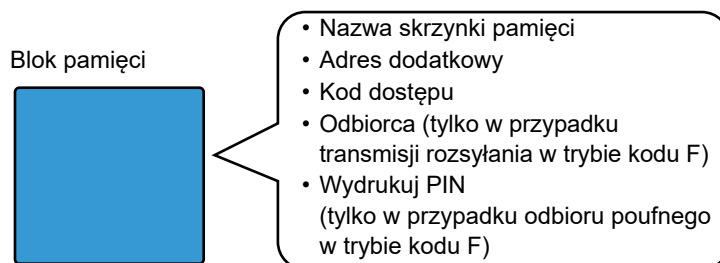 Blok pamięci
• Nazwa skrzynki pamięci
• Adres dodatkowy
• Kod dostępu
• Odbiorca (tylko w przypadku
transmisji rozsyłania w trybie kodu F)
• Wydrukuj PIN
(tylko w przypadku odbioru poufnego
w trybie kodu F)